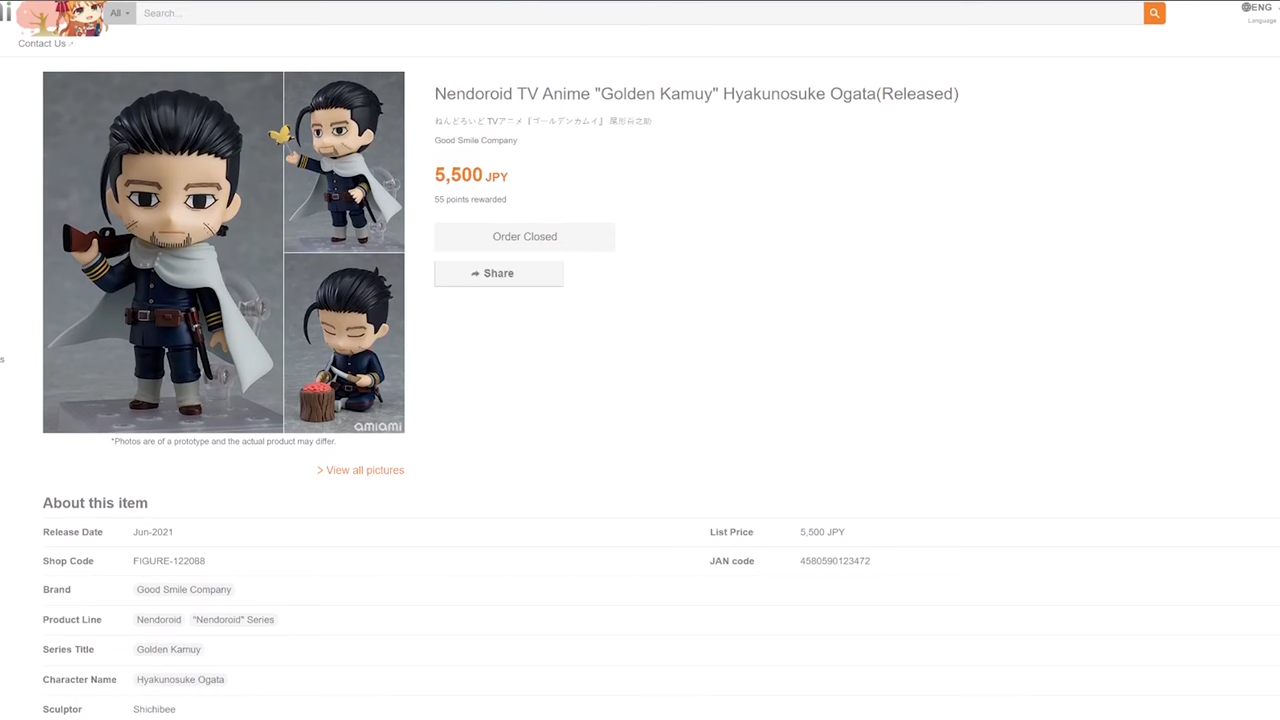 All
Search...
ENG
Language
Contact Us
Nendoroid TV Anime "Golden Kamuy" Hyakunosuke Ogata(Released)
ねんどろいど TVアニメ『ゴールデンカムイ』 尾形百之助
Good Smile Company
5,500 JPY
55 points rewarded
Order Closed
Share
amiami
*Photos are of a prototype and the actual product may differ.
> View all pictures
About this item
Release Date Jun-2021 List Price 5,500 JPY
Shop Code FIGURE-122088 JAN code 4580590123472
Brand Good Smile Company
Product Line Nendoroid "Nendoroid" Series
Series Title Golden Kamuy
Character Name Hyakunosuke Ogata
Sculptor Shichibee